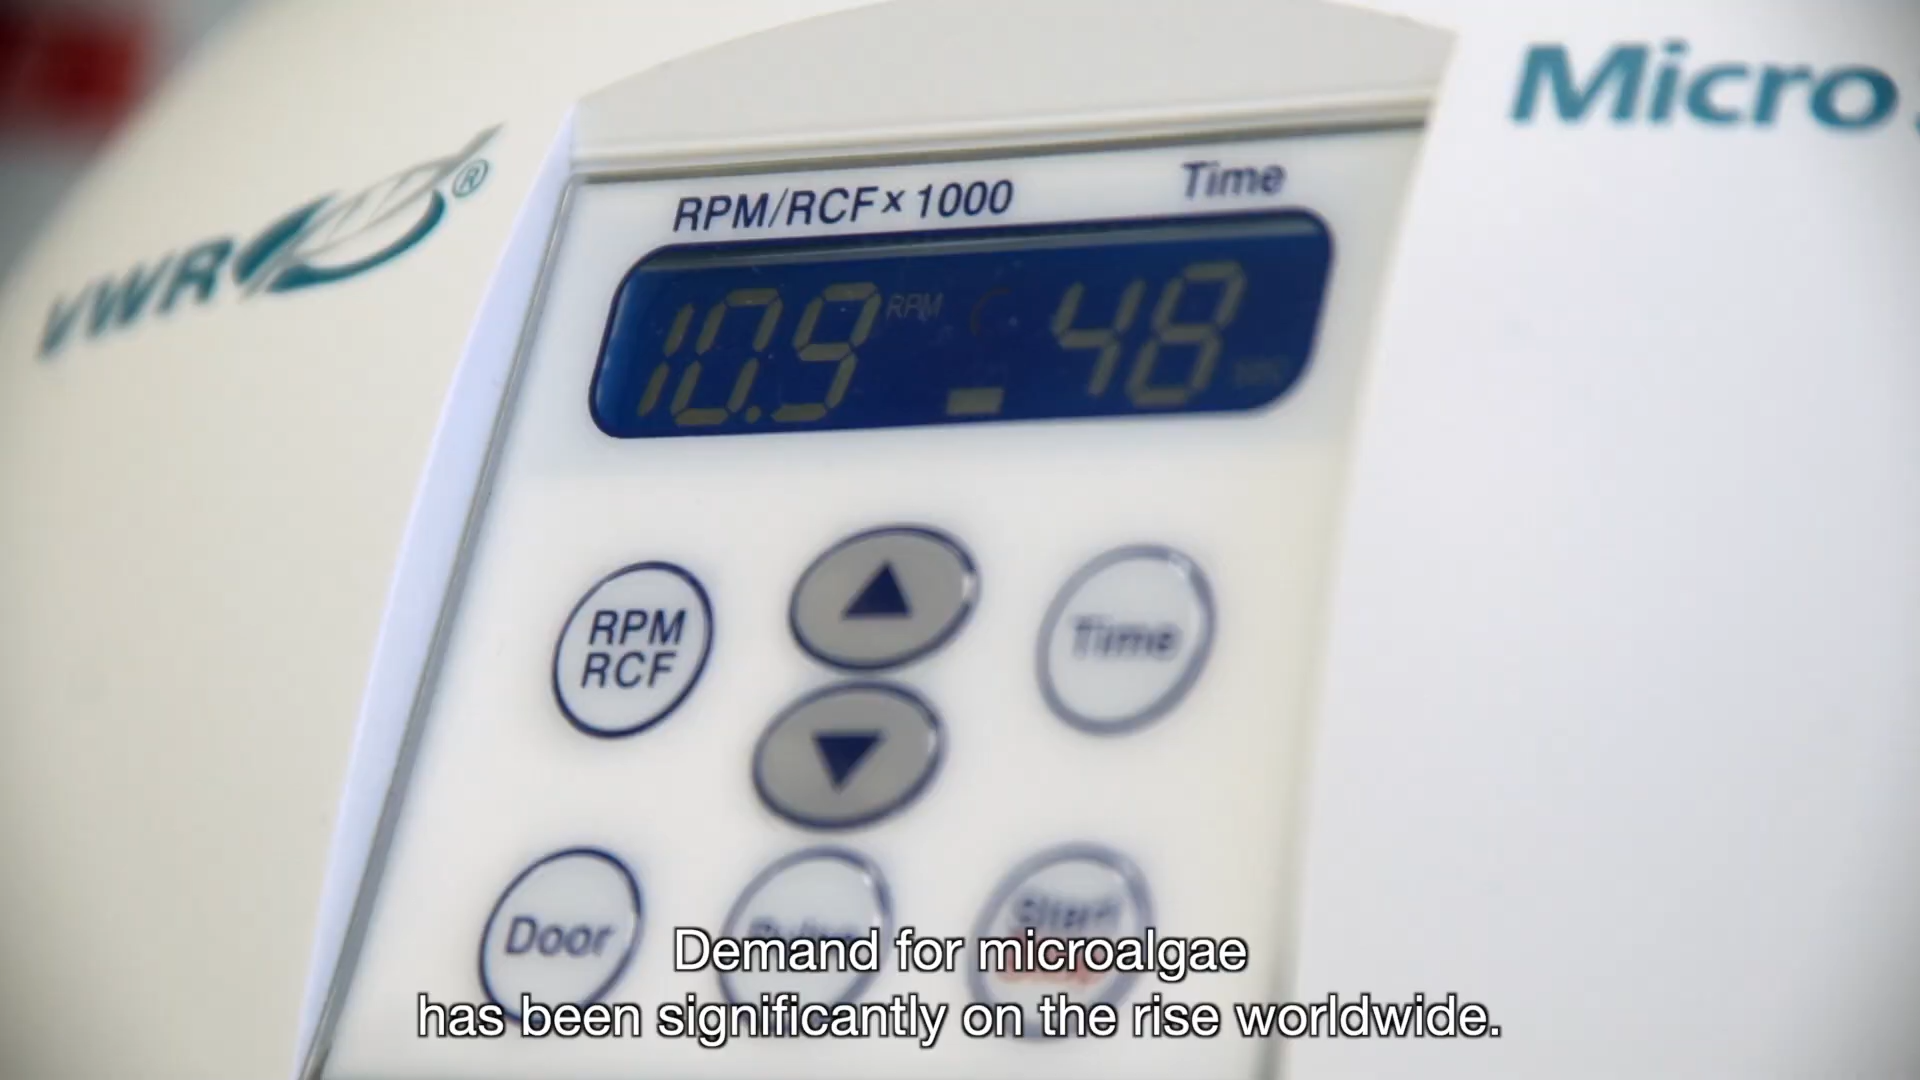 VWR®
Micro
RPM/RCF x 1000
Time
10.9 RPM
48
RPM
RCF
Time
Door
Start
Demand for microalgae
has been significantly on the rise worldwide.